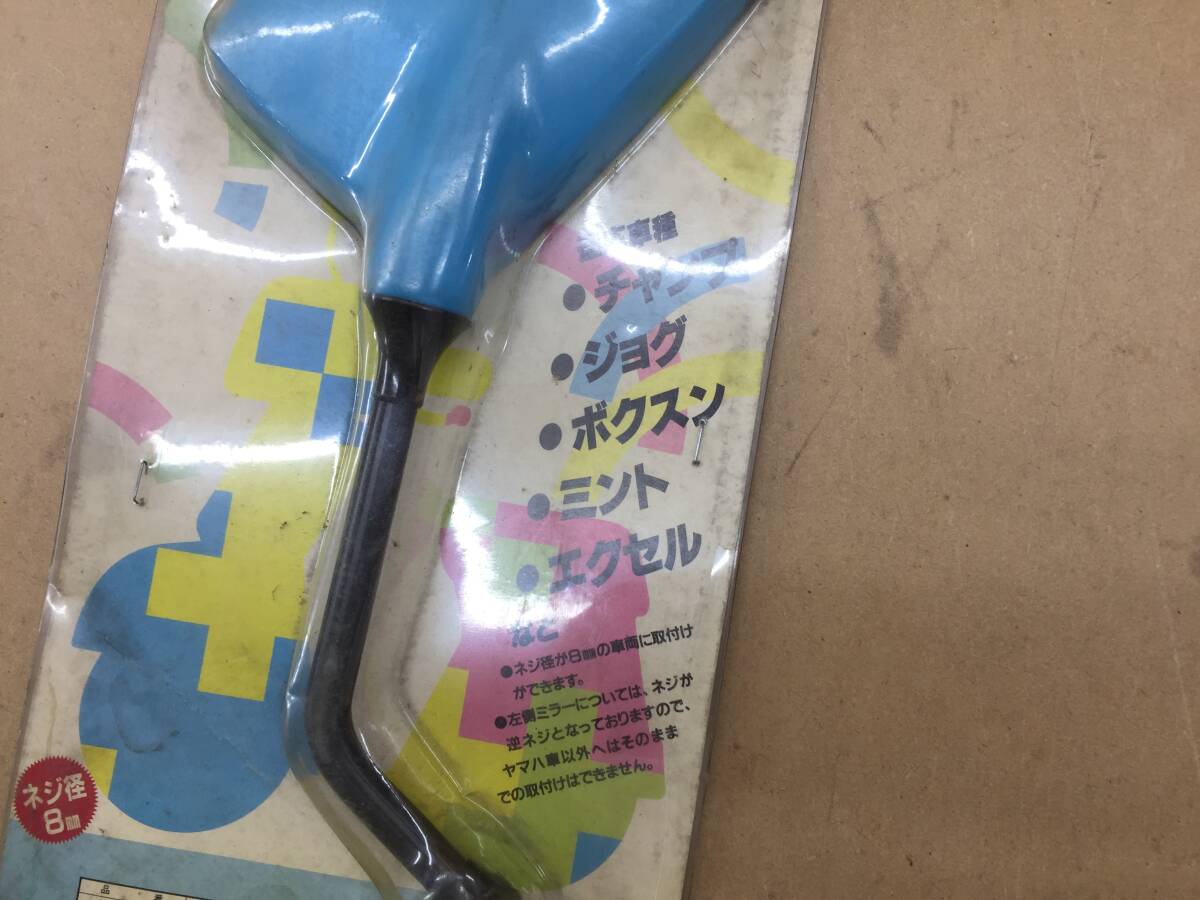 車種
●チャンプ
●ジョグ
●ボクスン
●ミント
●エクセル
など
●ネジ径が8㎜の車両に取付け
ができます。
●左側ミラーについては、ネジが
逆ネジとなっておりますので、
ヤマハ車以外へはそのまま
での取付けはできません。
ネジ径
8㎜
品 番